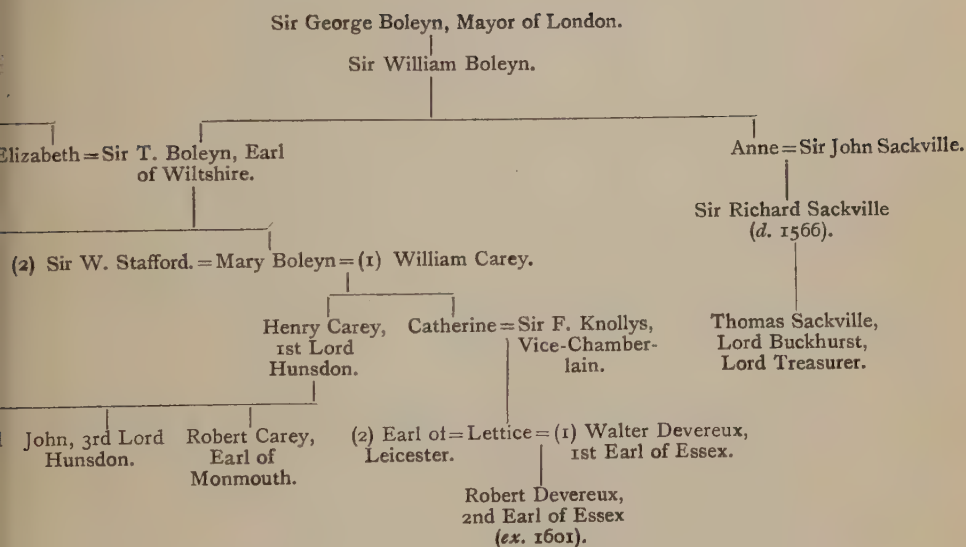 Sir George Boleyn, Mayor of London.
Sir William Boleyn.
Elizabeth = Sir T. Boleyn, Earl
of Wiltshire.
Anne = Sir John Sackville.
Sir Richard Sackville
(d. 1566).
(2) Sir W. Stafford. = Mary Boleyn = (1) William Carey.
Henry Carey,
1st Lord
Hunsdon.
Catherine = Sir F. Knollys,
Vice-Chamber-
lain.
Thomas Sackville,
Lord Buckhurst,
Lord Treasurer.
John, 3rd Lord
Hunsdon.
Robert Carey,
Earl of
Monmouth.
(2) Earl of = Lettice = (1) Walter Devereux,
Leicester.
1st Earl of Essex.
Robert Devereux,
2nd Earl of Essex
(ex. 1601).